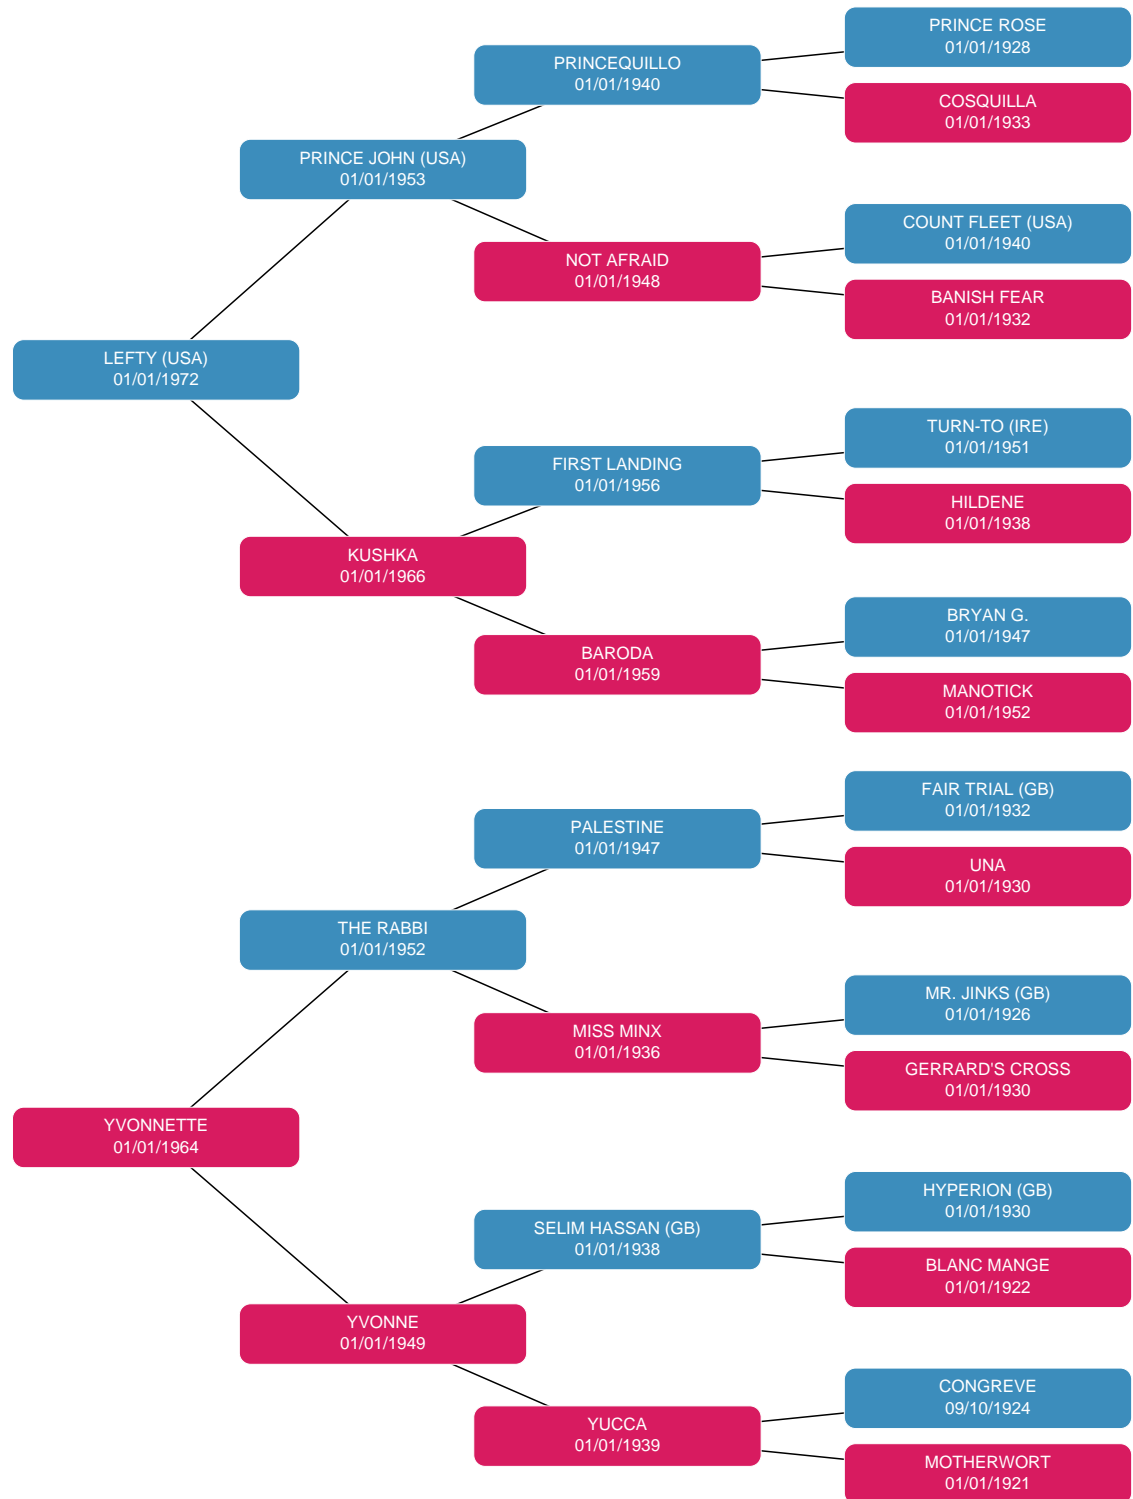 PRINCE ROSE
01/01/1928
PRINCEQUILLO
01/01/1940
COSQUILLA
01/01/1933
PRINCE JOHN (USA)
01/01/1953
COUNT FLEET (USA)
01/01/1940
NOT AFRAID
01/01/1948
BANISH FEAR
01/01/1932
LEFTY (USA)
01/01/1972
TURN-TO (IRE)
01/01/1951
FIRST LANDING
01/01/1956
HILDENE
01/01/1938
KUSHKA
01/01/1966
BRYAN G.
01/01/1947
BARODA
01/01/1959
MANOTICK
01/01/1952
FAIR TRIAL (GB)
01/01/1932
PALESTINE
01/01/1947
UNA
01/01/1930
THE RABBI
01/01/1952
MR. JINKS (GB)
01/01/1926
MISS MINX
01/01/1936
GERRARD'S CROSS
01/01/1930
YVONNETTE
01/01/1964
HYPERION (GB)
01/01/1930
SELIM HASSAN (GB)
01/01/1938
BLANC MANGE
01/01/1922
YVONNE
01/01/1949
CONGREVE
09/10/1924
YUCCA
01/01/1939
MOTHERWORT
01/01/1921